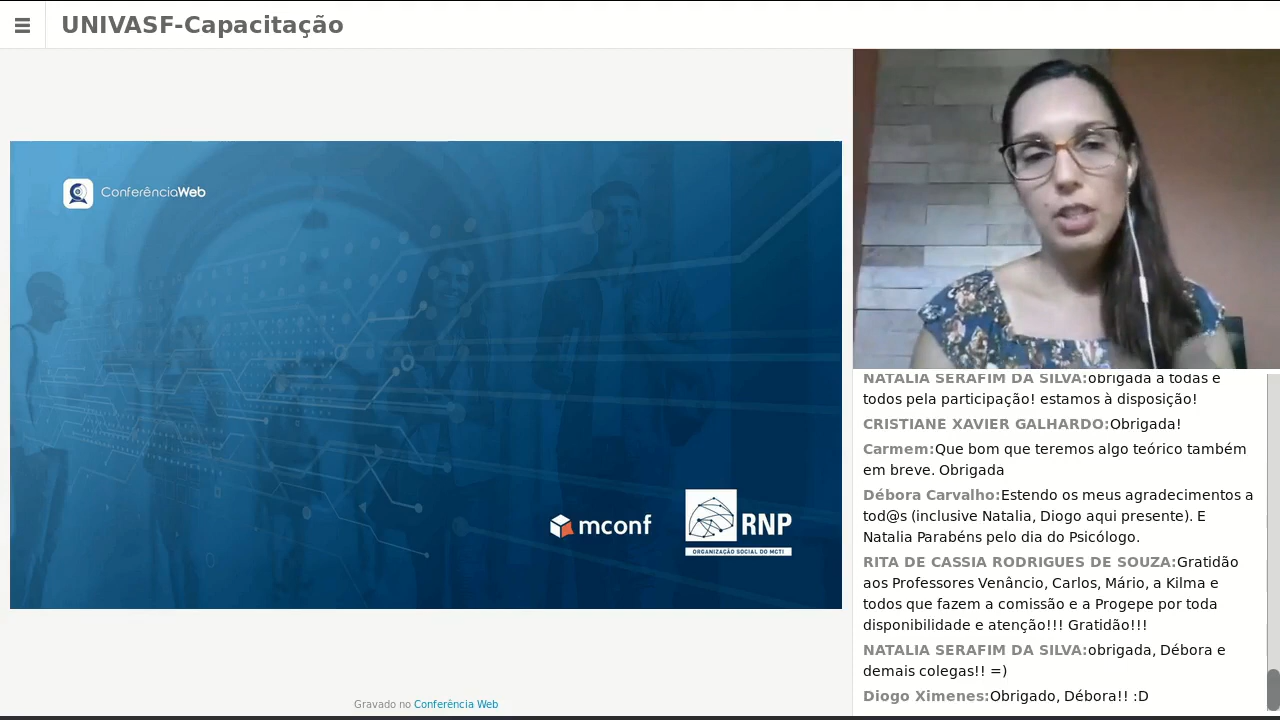 UNIVASF-Capacitação
ConferênciaWeb
mconf
RNP
ORGANIZAÇÃO SOCIAL DO MCTI
Gravado no Conferência Web
NATALIA SERAFIM DA SILVA:obrigada a todas e
todos pela participação! estamos à disposição!
CRISTIANE XAVIER GALHARDO:Obrigada!
Carmem:Que bom que teremos algo teórico também
em breve. Obrigada
Débora Carvalho:Estendo os meus agradecimentos a
tod@s (inclusive Natalia, Diogo aqui presente). E
Natalia Parabéns pelo dia do Psicólogo.
RITA DE CASSIA RODRIGUES DE SOUZA:Gratidão
aos Professores Venâncio, Carlos, Mário, a Kilma e
todos que fazem a comissão e a Progepe por toda
disponibilidade e atenção!!! Gratidão!!!
NATALIA SERAFIM DA SILVA:obrigada, Débora e
demais colegas!! =)
Diogo Ximenes:Obrigado, Débora!! :D